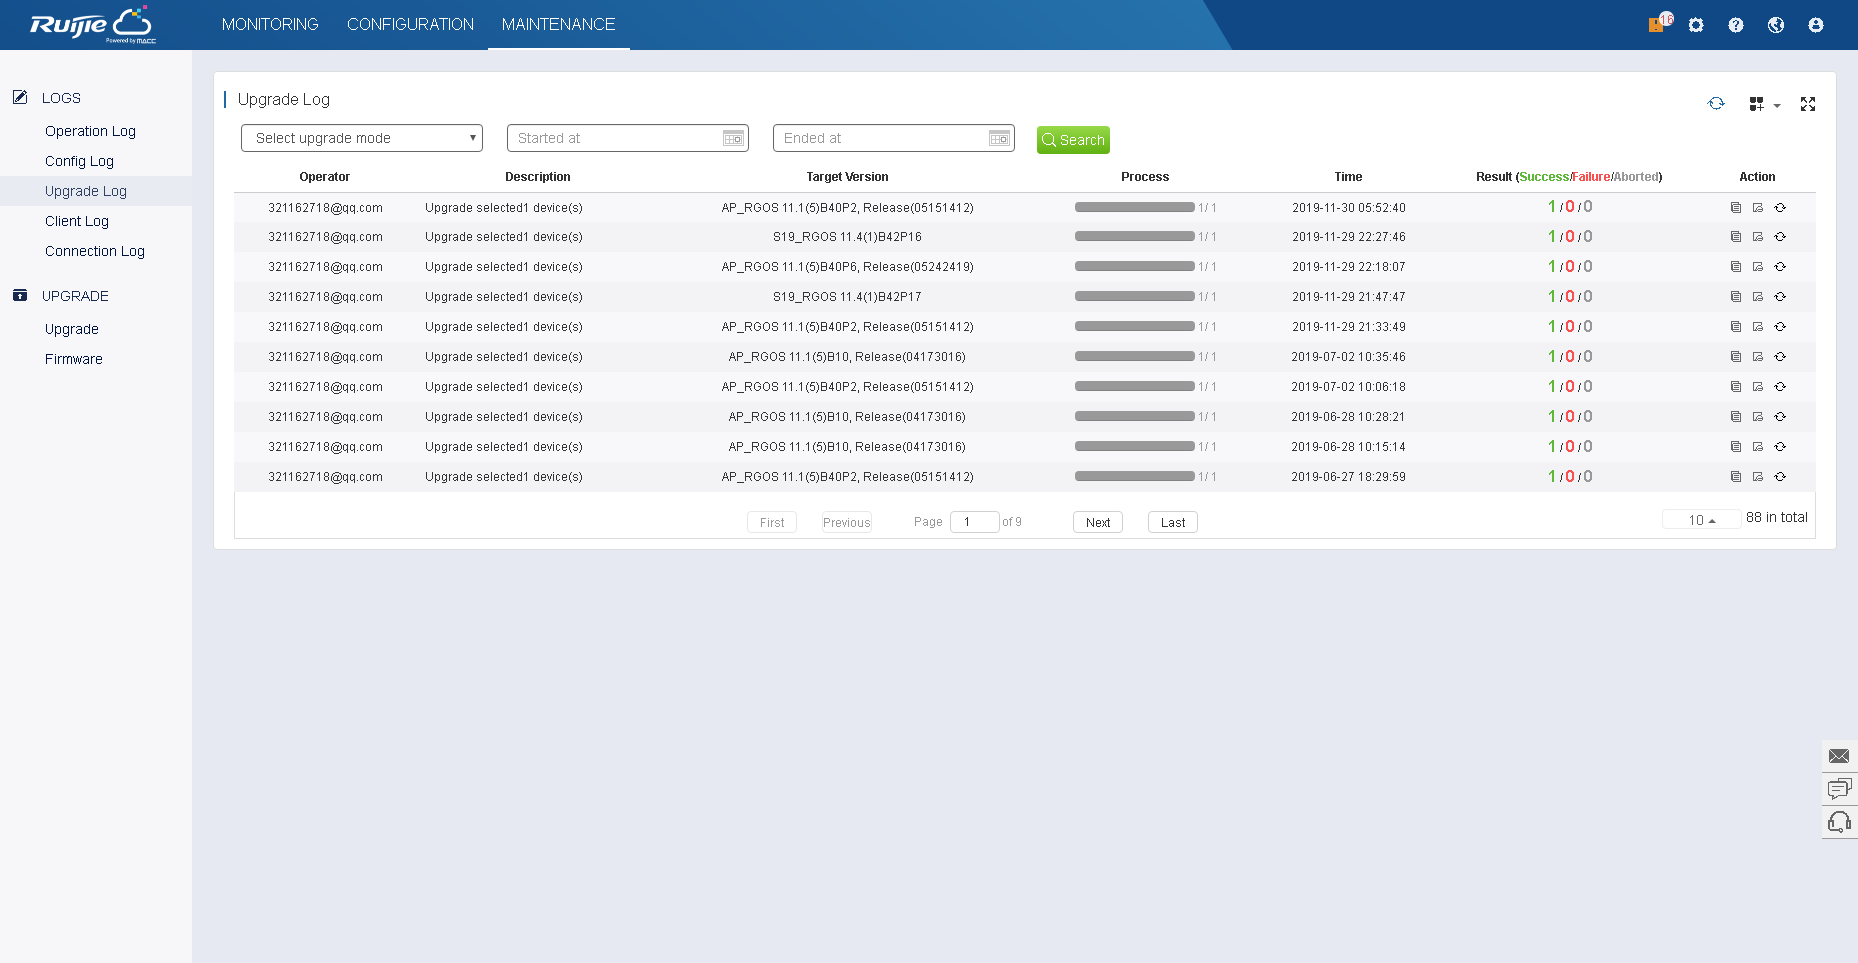 Ruijie
Powered by MACC
MONITORING CONFIGURATION MAINTENANCE
16
LOGS
Operation Log
Config Log
Upgrade Log
Client Log
Connection Log
UPGRADE
Upgrade
Firmware
Upgrade Log
Select upgrade mode Started at Ended at Search
Operator Description Target Version Process Time Result (Success/Failure/Aborted) Action
321162718@qq.com Upgrade selected1 device(s) AP_RGOS 11.1(5)B40P2, Release(05151412) 1/ 1 2019-11-30 05:52:40 1 / 0 / 0
321162718@qq.com Upgrade selected1 device(s) S19_RGOS 11.4(1)B42P16 1/ 1 2019-11-29 22:27:46 1 / 0 / 0
321162718@qq.com Upgrade selected1 device(s) AP_RGOS 11.1(5)B40P6, Release(05242419) 1/ 1 2019-11-29 22:18:07 1 / 0 / 0
321162718@qq.com Upgrade selected1 device(s) S19_RGOS 11.4(1)B42P17 1/ 1 2019-11-29 21:47:47 1 / 0 / 0
321162718@qq.com Upgrade selected1 device(s) AP_RGOS 11.1(5)B40P2, Release(05151412) 1/ 1 2019-11-29 21:33:49 1 / 0 / 0
321162718@qq.com Upgrade selected1 device(s) AP_RGOS 11.1(5)B10, Release(04173016) 1/ 1 2019-07-02 10:35:46 1 / 0 / 0
321162718@qq.com Upgrade selected1 device(s) AP_RGOS 11.1(5)B40P2, Release(05151412) 1/ 1 2019-07-02 10:06:18 1 / 0 / 0
321162718@qq.com Upgrade selected1 device(s) AP_RGOS 11.1(5)B10, Release(04173016) 1/ 1 2019-06-28 10:28:21 1 / 0 / 0
321162718@qq.com Upgrade selected1 device(s) AP_RGOS 11.1(5)B10, Release(04173016) 1/ 1 2019-06-28 10:15:14 1 / 0 / 0
321162718@qq.com Upgrade selected1 device(s) AP_RGOS 11.1(5)B40P2, Release(05151412) 1/ 1 2019-06-27 18:29:59 1 / 0 / 0
First Previous Page 1 of 9 Next Last 10 88 in total